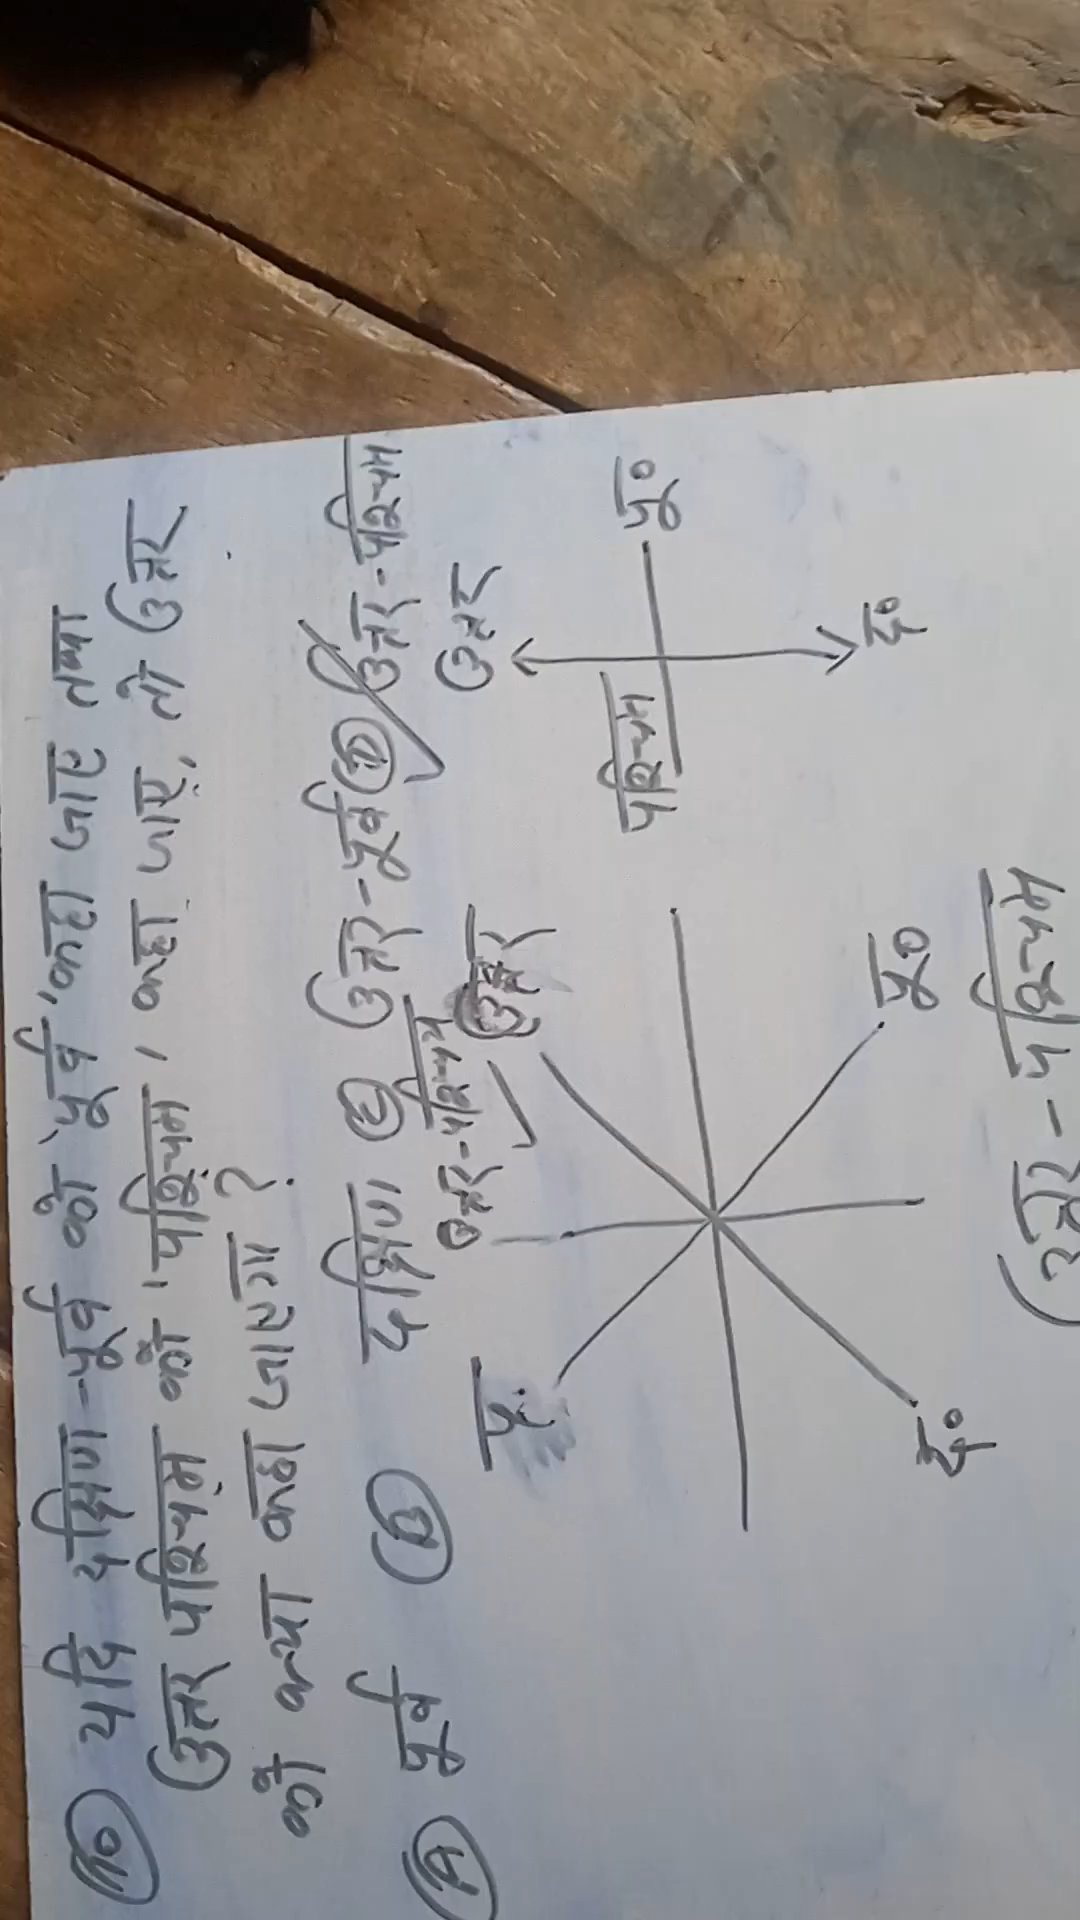 10 यदि दक्षिण-पूर्व को 'पूर्व' कहा जाए तथा
उत्तर पश्चिम को 'पश्चिम' कहा जाए, तो उत्तर
को क्या कहा जाएगा ?
A पूर्व B दक्षिण C उत्तर-पूर्व D उत्तर-पश्चिम
उत्तर-पश्चिम
प. उत्तर
द० पू०
उत्तर
पश्चिम पू०
द०
उत्तर-पश्चिम